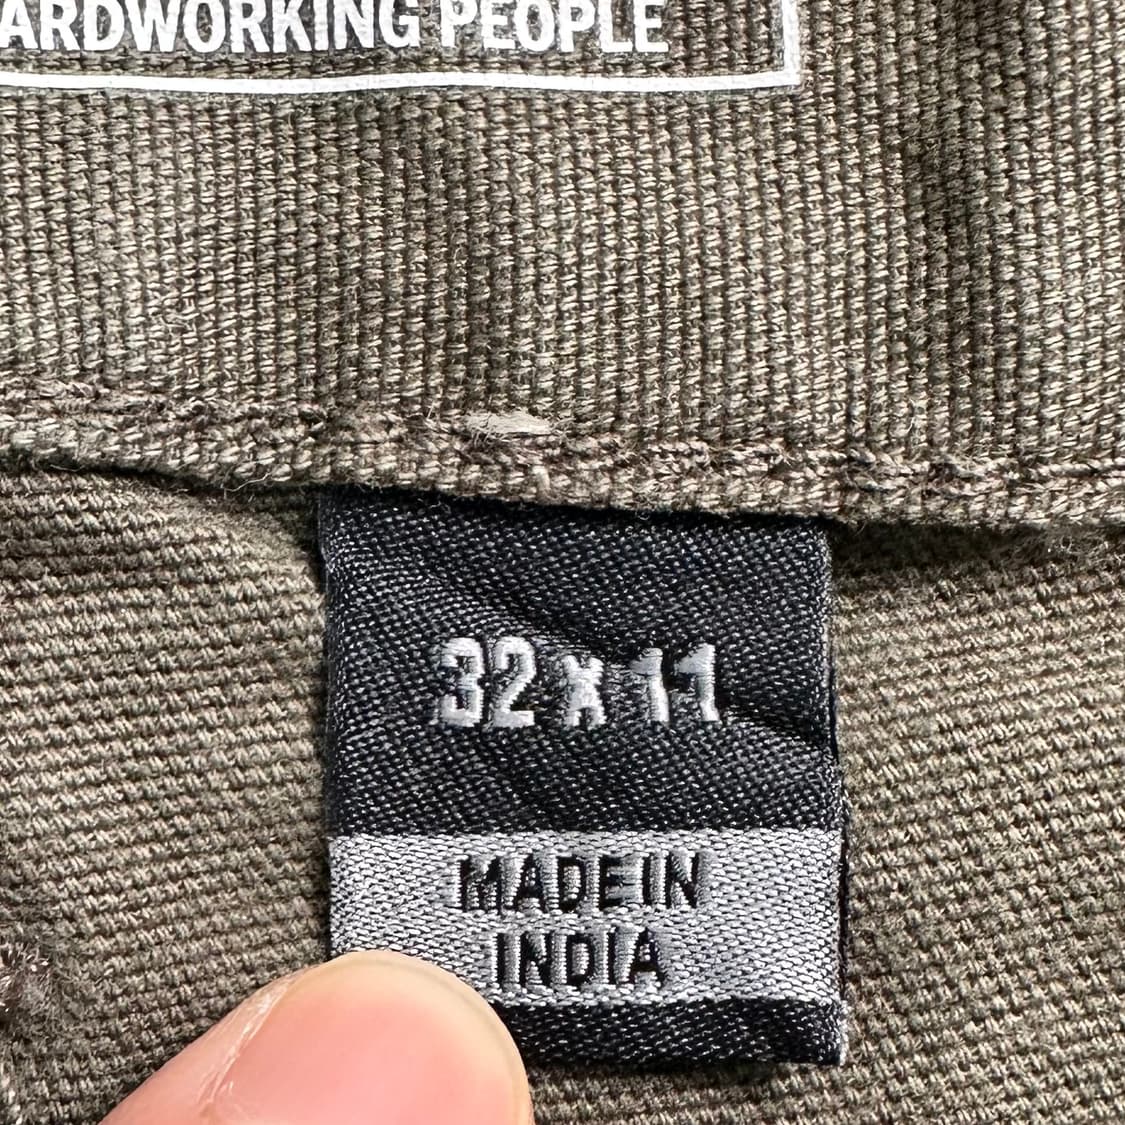 ARDWORKING PEOPLE
32 x 11
MADE IN
INDIA